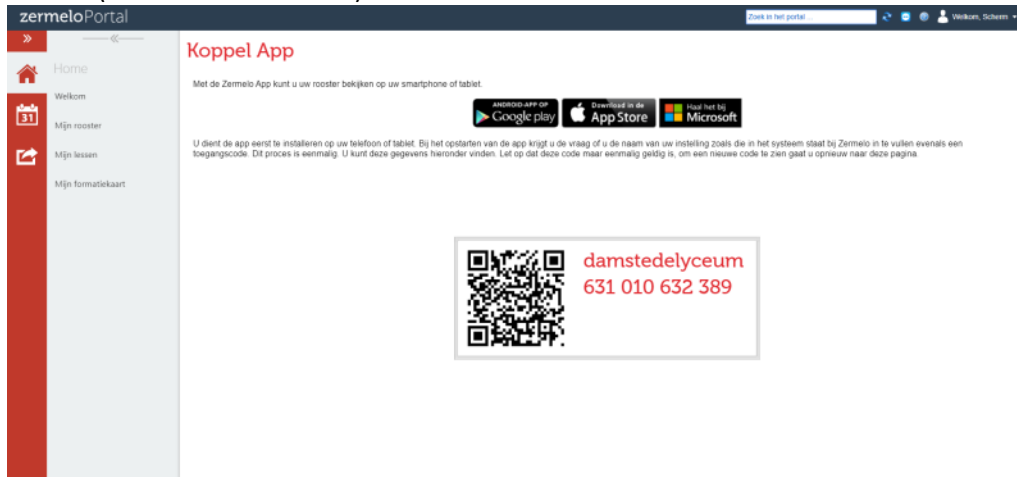 zermeloPortal
Zoek in het portal ...
Welkom, Scherm
Home
Welkom
31
Mijn rooster
Mijn lessen
Mijn formatiekaart
Koppel App
Met de Zermelo App kunt u uw rooster bekijken op uw smartphone of tablet.
ANDROID-APP OP
Google play
Download in de
App Store
Haal het bij
Microsoft
U dient de app eerst te installeren op uw telefoon of tablet. Bij het opstarten van de app krijgt u de vraag of u de naam van uw instelling zoals die in het systeem staat bij Zermelo in te vullen evenals een
toegangscode. Dit proces is eenmalig. U kunt deze gegevens hieronder vinden. Let op dat deze code maar eenmalig geldig is, om een nieuwe code te zien gaat u opnieuw naar deze pagina.
damstedelyceum
631 010 632 389